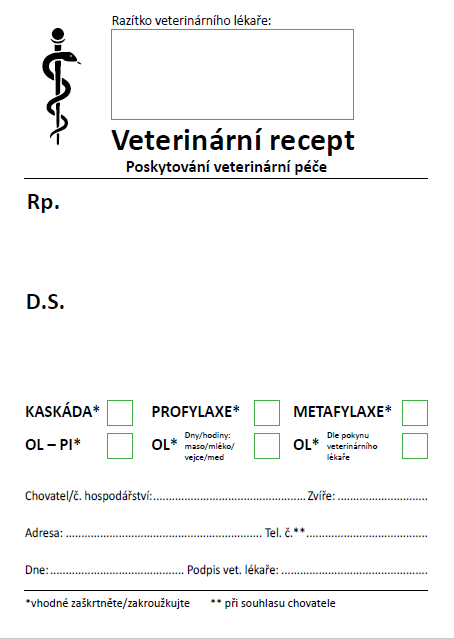 Razítko veterinárního lékaře:
Veterinární recept
Poskytování veterinární péče
Rp.
D.S.
KASKÁDA* PROFYLAXE* METAFYLAXE*
OL – PI* OL* Dny/hodiny: maso/mléko/ vejce/med OL* Dle pokynu veterinárního lékaře
Chovatel/č. hospodářství:.................................................. Zvíře: .............................
Adresa: ................................................................ Tel. č.**.......................................
Dne:............................................ Podpis vet. lékaře: ................................................
*vhodné zaškrtněte/zakroužkujte ** při souhlasu chovatele